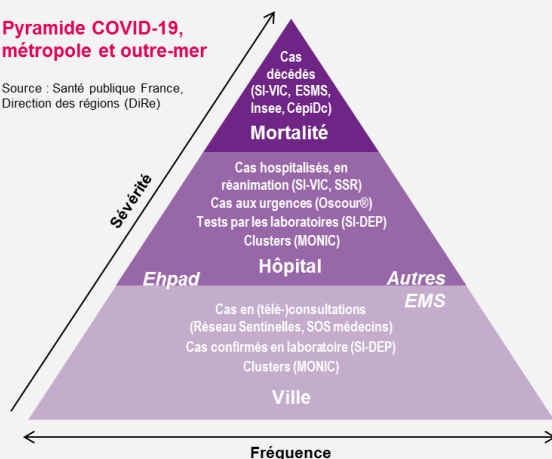 Pyramide COVID-19,
métropole et outre-mer
Source : Santé publique France,
Direction des régions (DiRe)
Sévérité
Cas
décédés
(SI-VIC, ESMS,
Insee, CépiDc)
Mortalité
Cas hospitalisés, en
réanimation (SI-VIC, SSR)
Cas aux urgences (Oscour®)
Tests par les laboratoires (SI-DEP)
Clusters (MONIC)
Hôpital
Ehpad
Autres
EMS
Cas en (télé-)consultations
(Réseau Sentinelles, SOS médecins)
Cas confirmés en laboratoire (SI-DEP)
Clusters (MONIC)
Ville
Fréquence